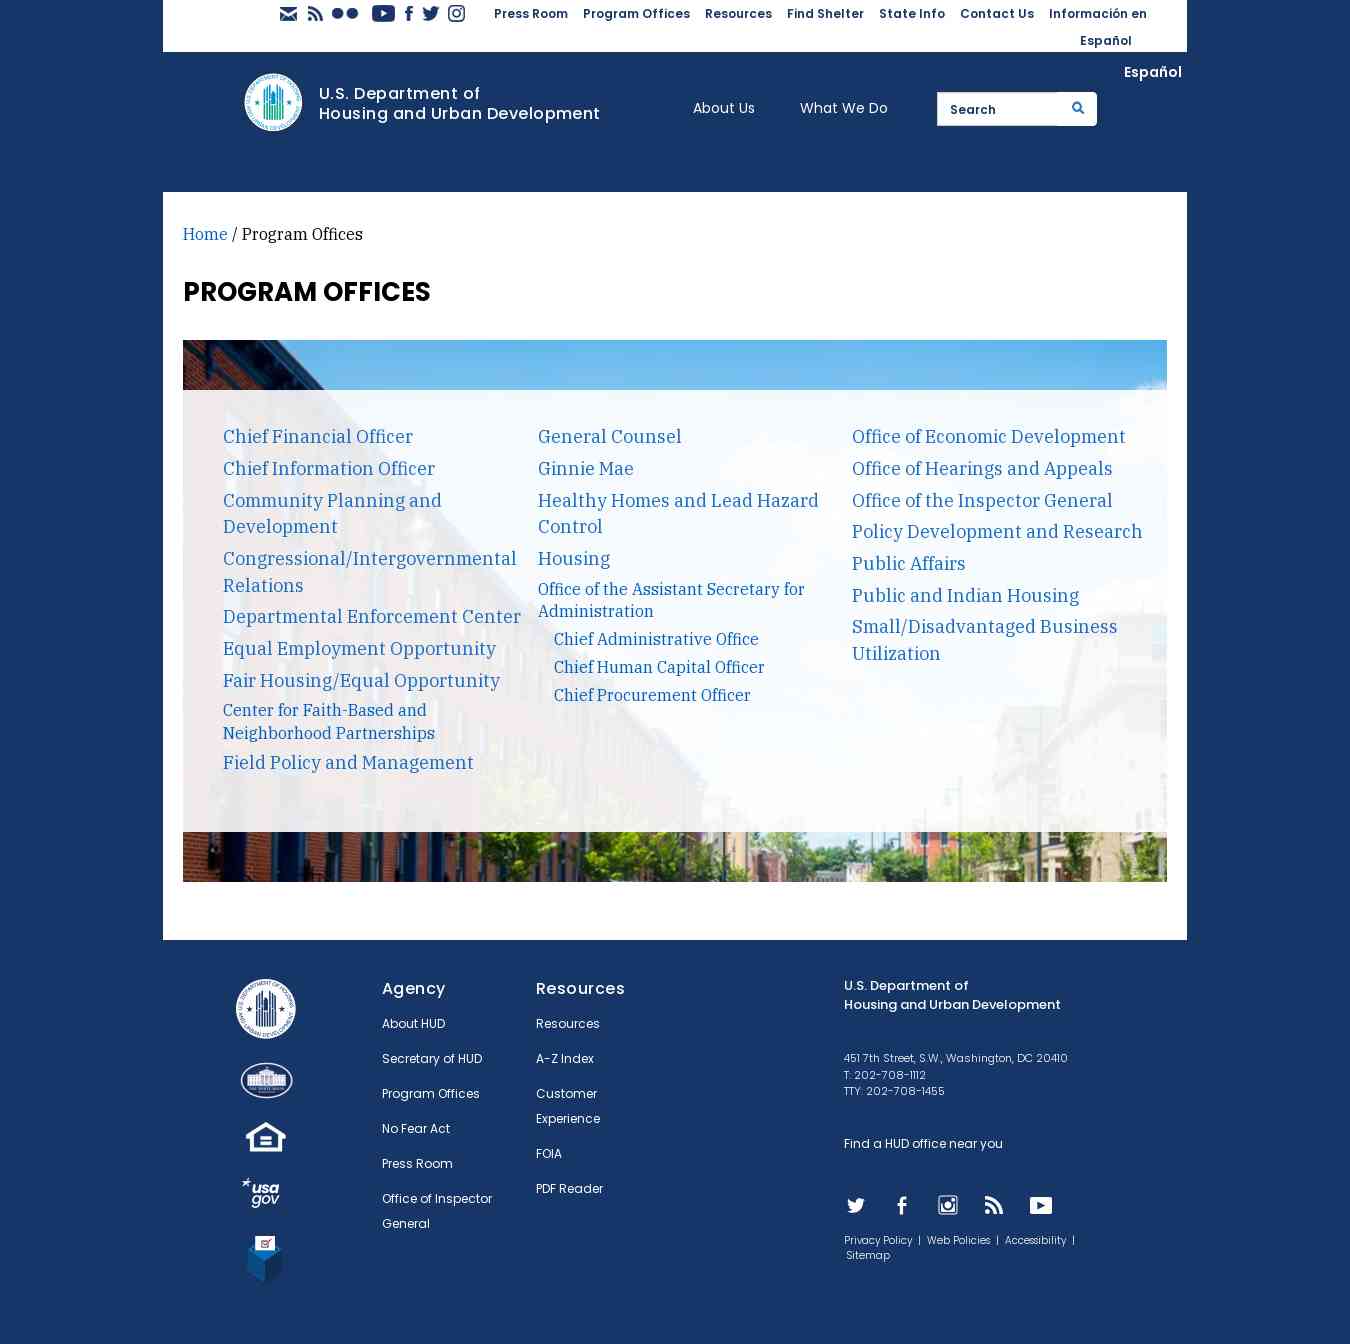 Press Room Program Offices Resources Find Shelter State Info Contact Us Información en
Español
Español
U.S. Department of
Housing and Urban Development
About Us What We Do Search
Home / Program Offices
PROGRAM OFFICES
Chief Financial Officer
Chief Information Officer
Community Planning and
Development
Congressional/Intergovernmental
Relations
Departmental Enforcement Center
Equal Employment Opportunity
Fair Housing/Equal Opportunity
Center for Faith-Based and
Neighborhood Partnerships
Field Policy and Management
General Counsel
Ginnie Mae
Healthy Homes and Lead Hazard
Control
Housing
Office of the Assistant Secretary for
Administration
Chief Administrative Office
Chief Human Capital Officer
Chief Procurement Officer
Office of Economic Development
Office of Hearings and Appeals
Office of the Inspector General
Policy Development and Research
Public Affairs
Public and Indian Housing
Small/Disadvantaged Business
Utilization
usa
gov
Agency
About HUD
Secretary of HUD
Program Offices
No Fear Act
Press Room
Office of Inspector
General
Resources
Resources
A-Z Index
Customer
Experience
FOIA
PDF Reader
U.S. Department of
Housing and Urban Development
451 7th Street, S.W., Washington, DC 20410
T: 202-708-1112
TTY: 202-708-1455
Find a HUD office near you
Privacy Policy | Web Policies | Accessibility |
Sitemap